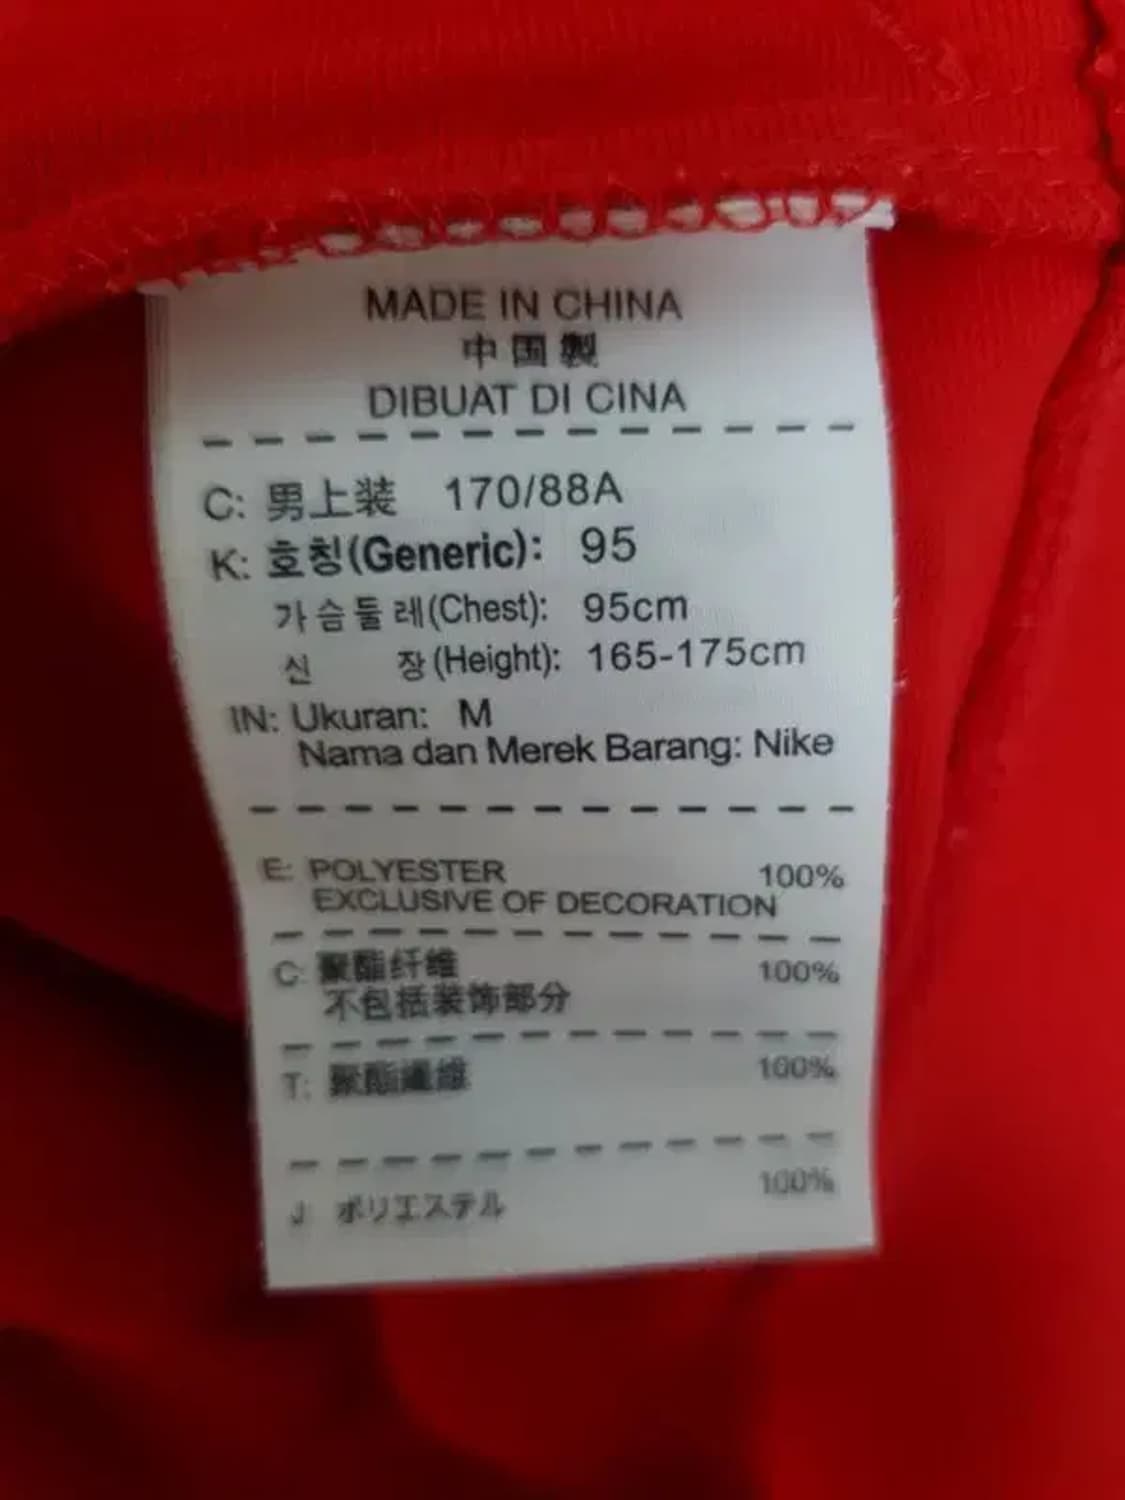 MADE IN CHINA
中国製
DIBUAT DI CINA
C: 男上装 170/88A
K: 호칭(Generic): 95
가슴둘레(Chest): 95cm
신 장(Height): 165-175cm
IN: Ukuran: M
Nama dan Merek Barang: Nike
E: POLYESTER 100%
EXCLUSIVE OF DECORATION
C: 聚酯纤维 100%
不包括装饰部分
T: 聚酯纖維 100%
J: ポリエステル 100%